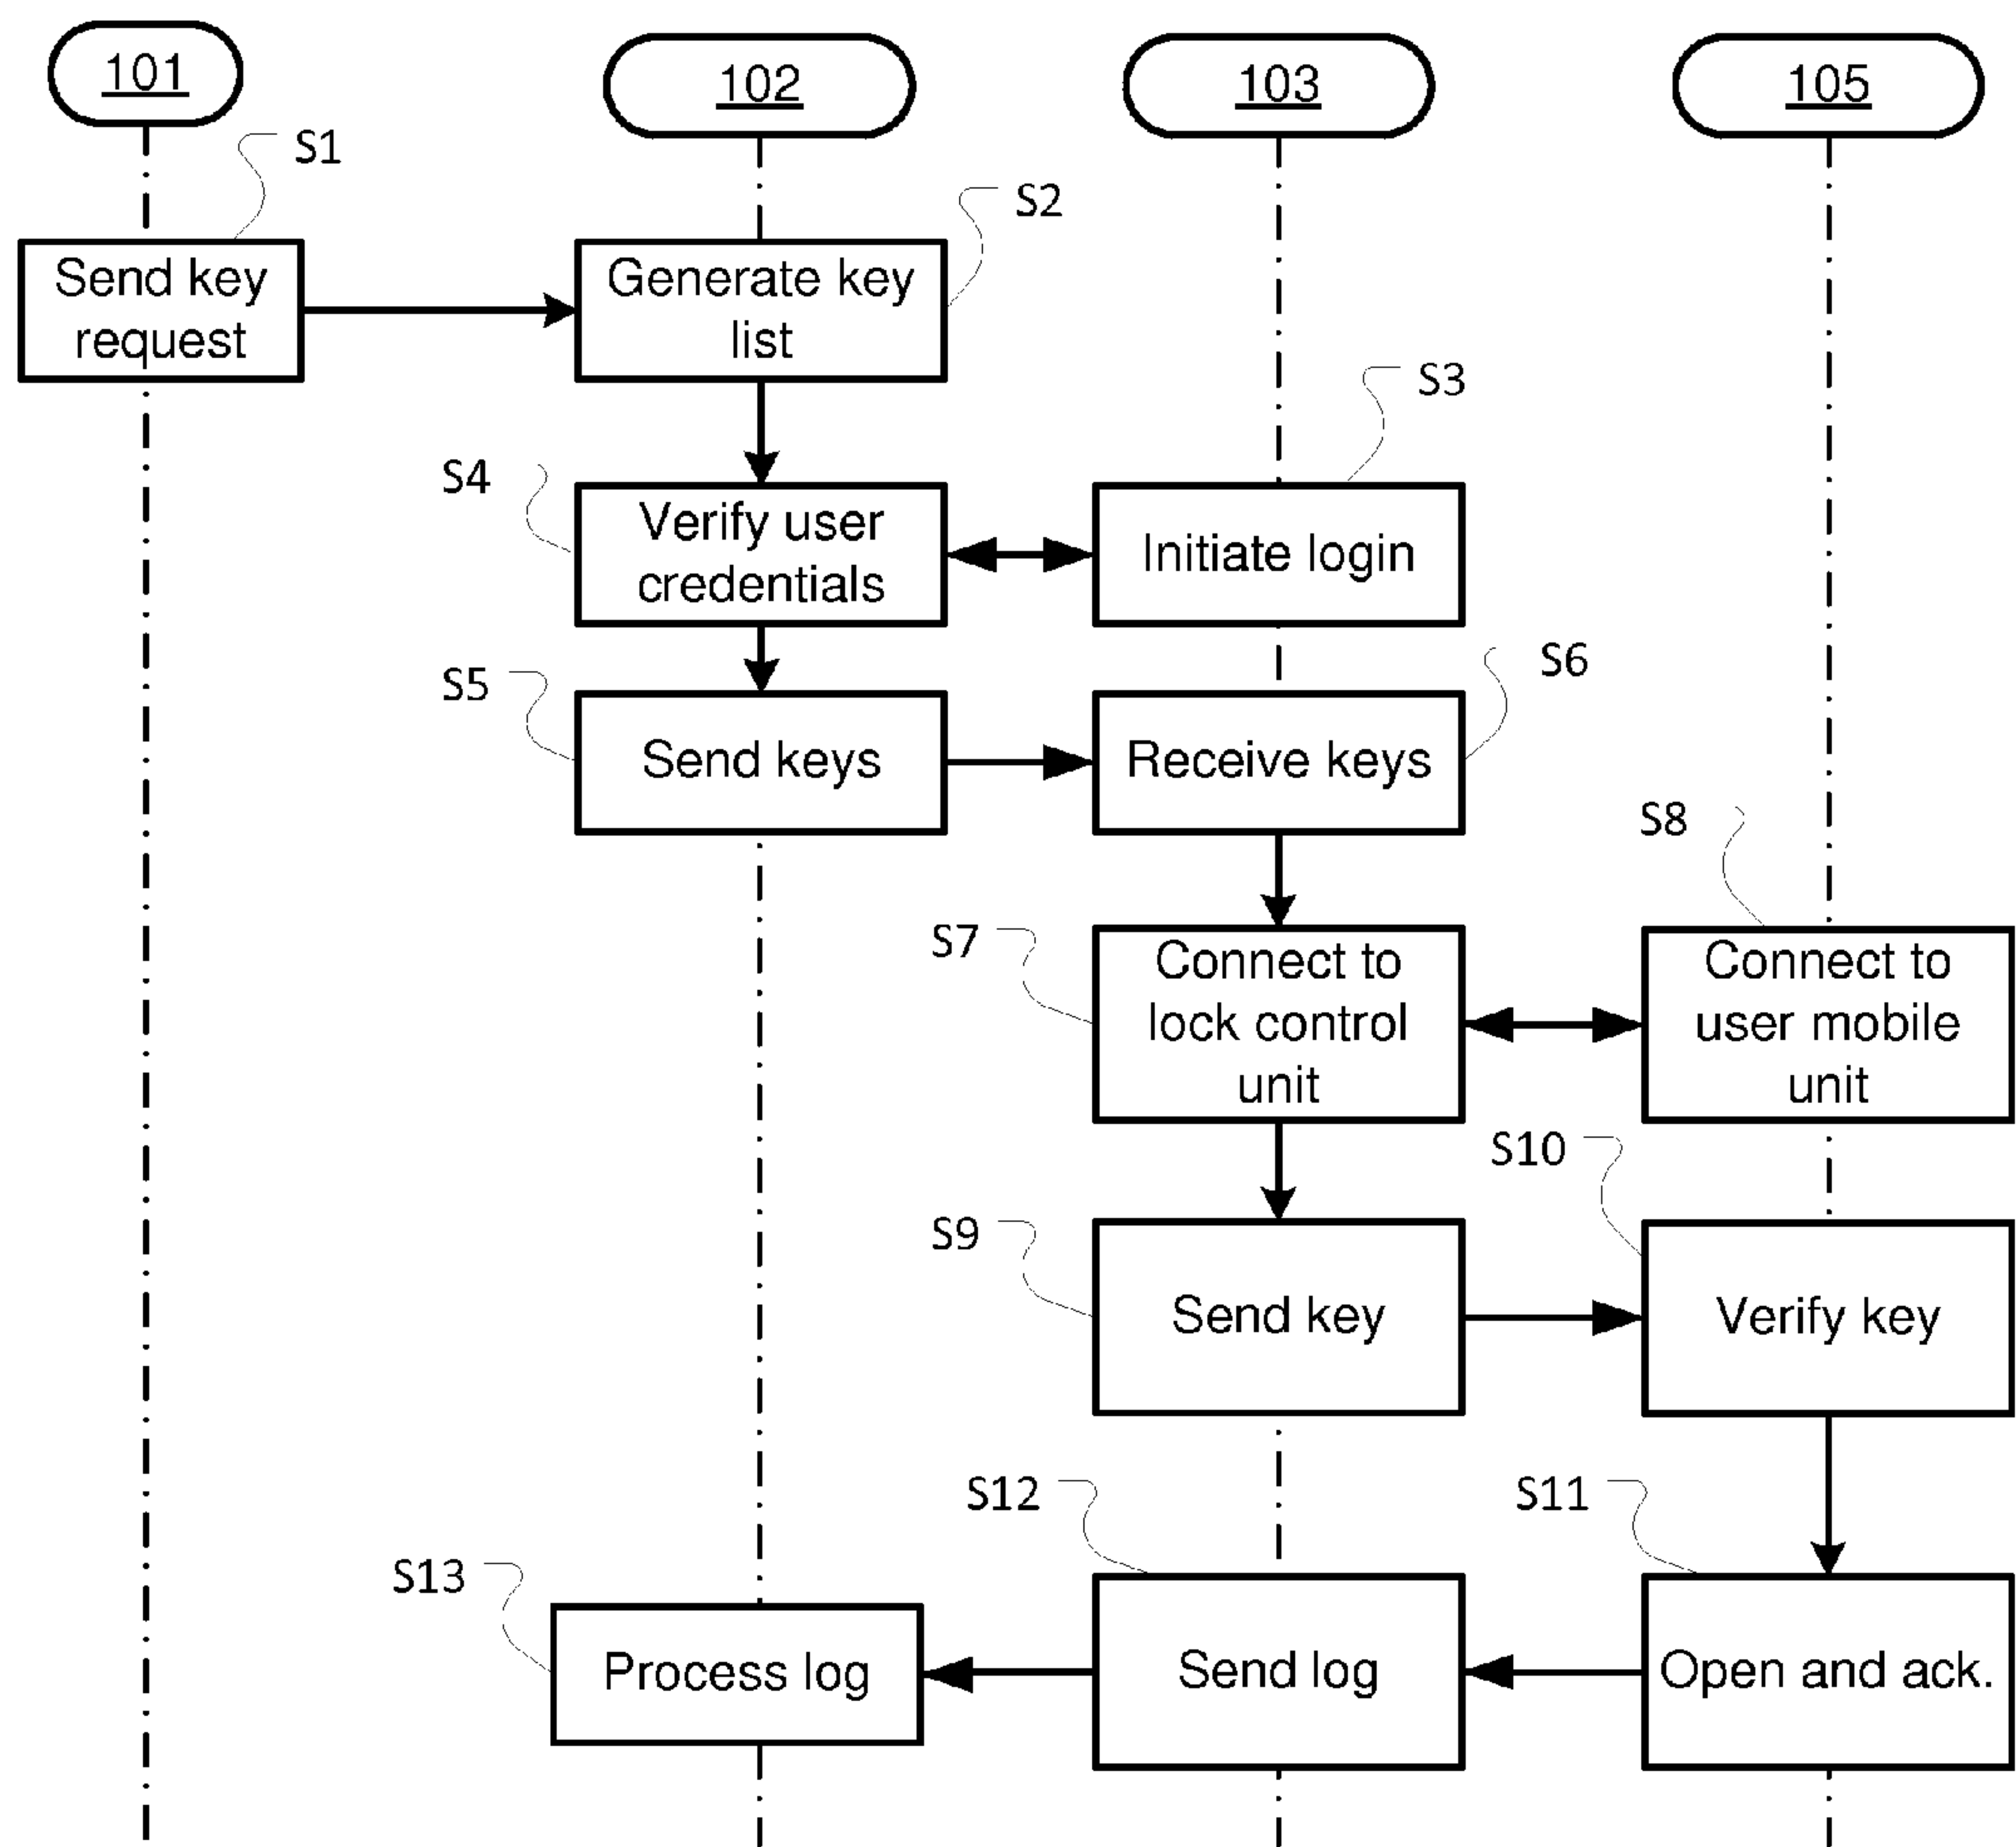 101
102
103
105
S1
S2
Send key
request
Generate key
list
S3
S4
Verify user
credentials
Initiate login
S5
S6
Send keys
Receive keys
S8
S7
Connect to
lock control
unit
Connect to
user mobile
unit
S10
S9
Send key
Verify key
S12
S11
S13
Process log
Send log
Open and ack.